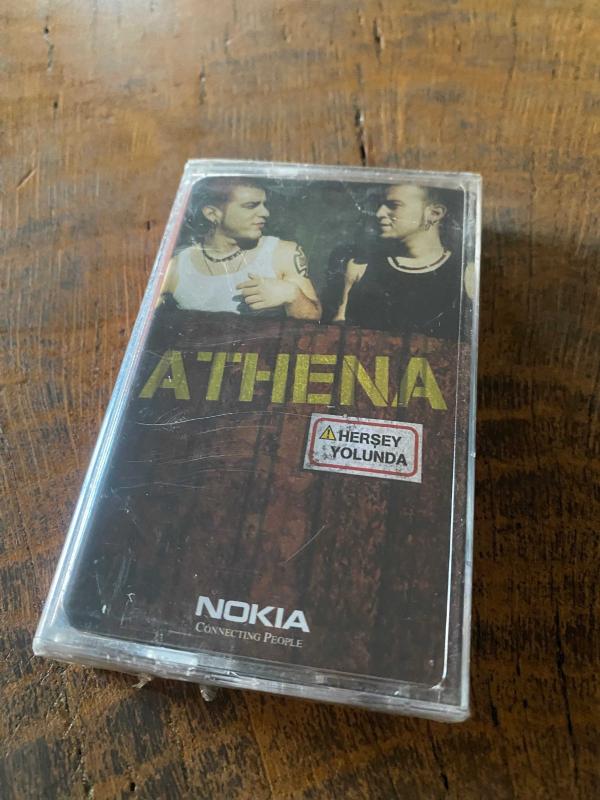 ATHENA
HERŞEY
YOLUNDA
NOKIA
CONNECTING PEOPLE